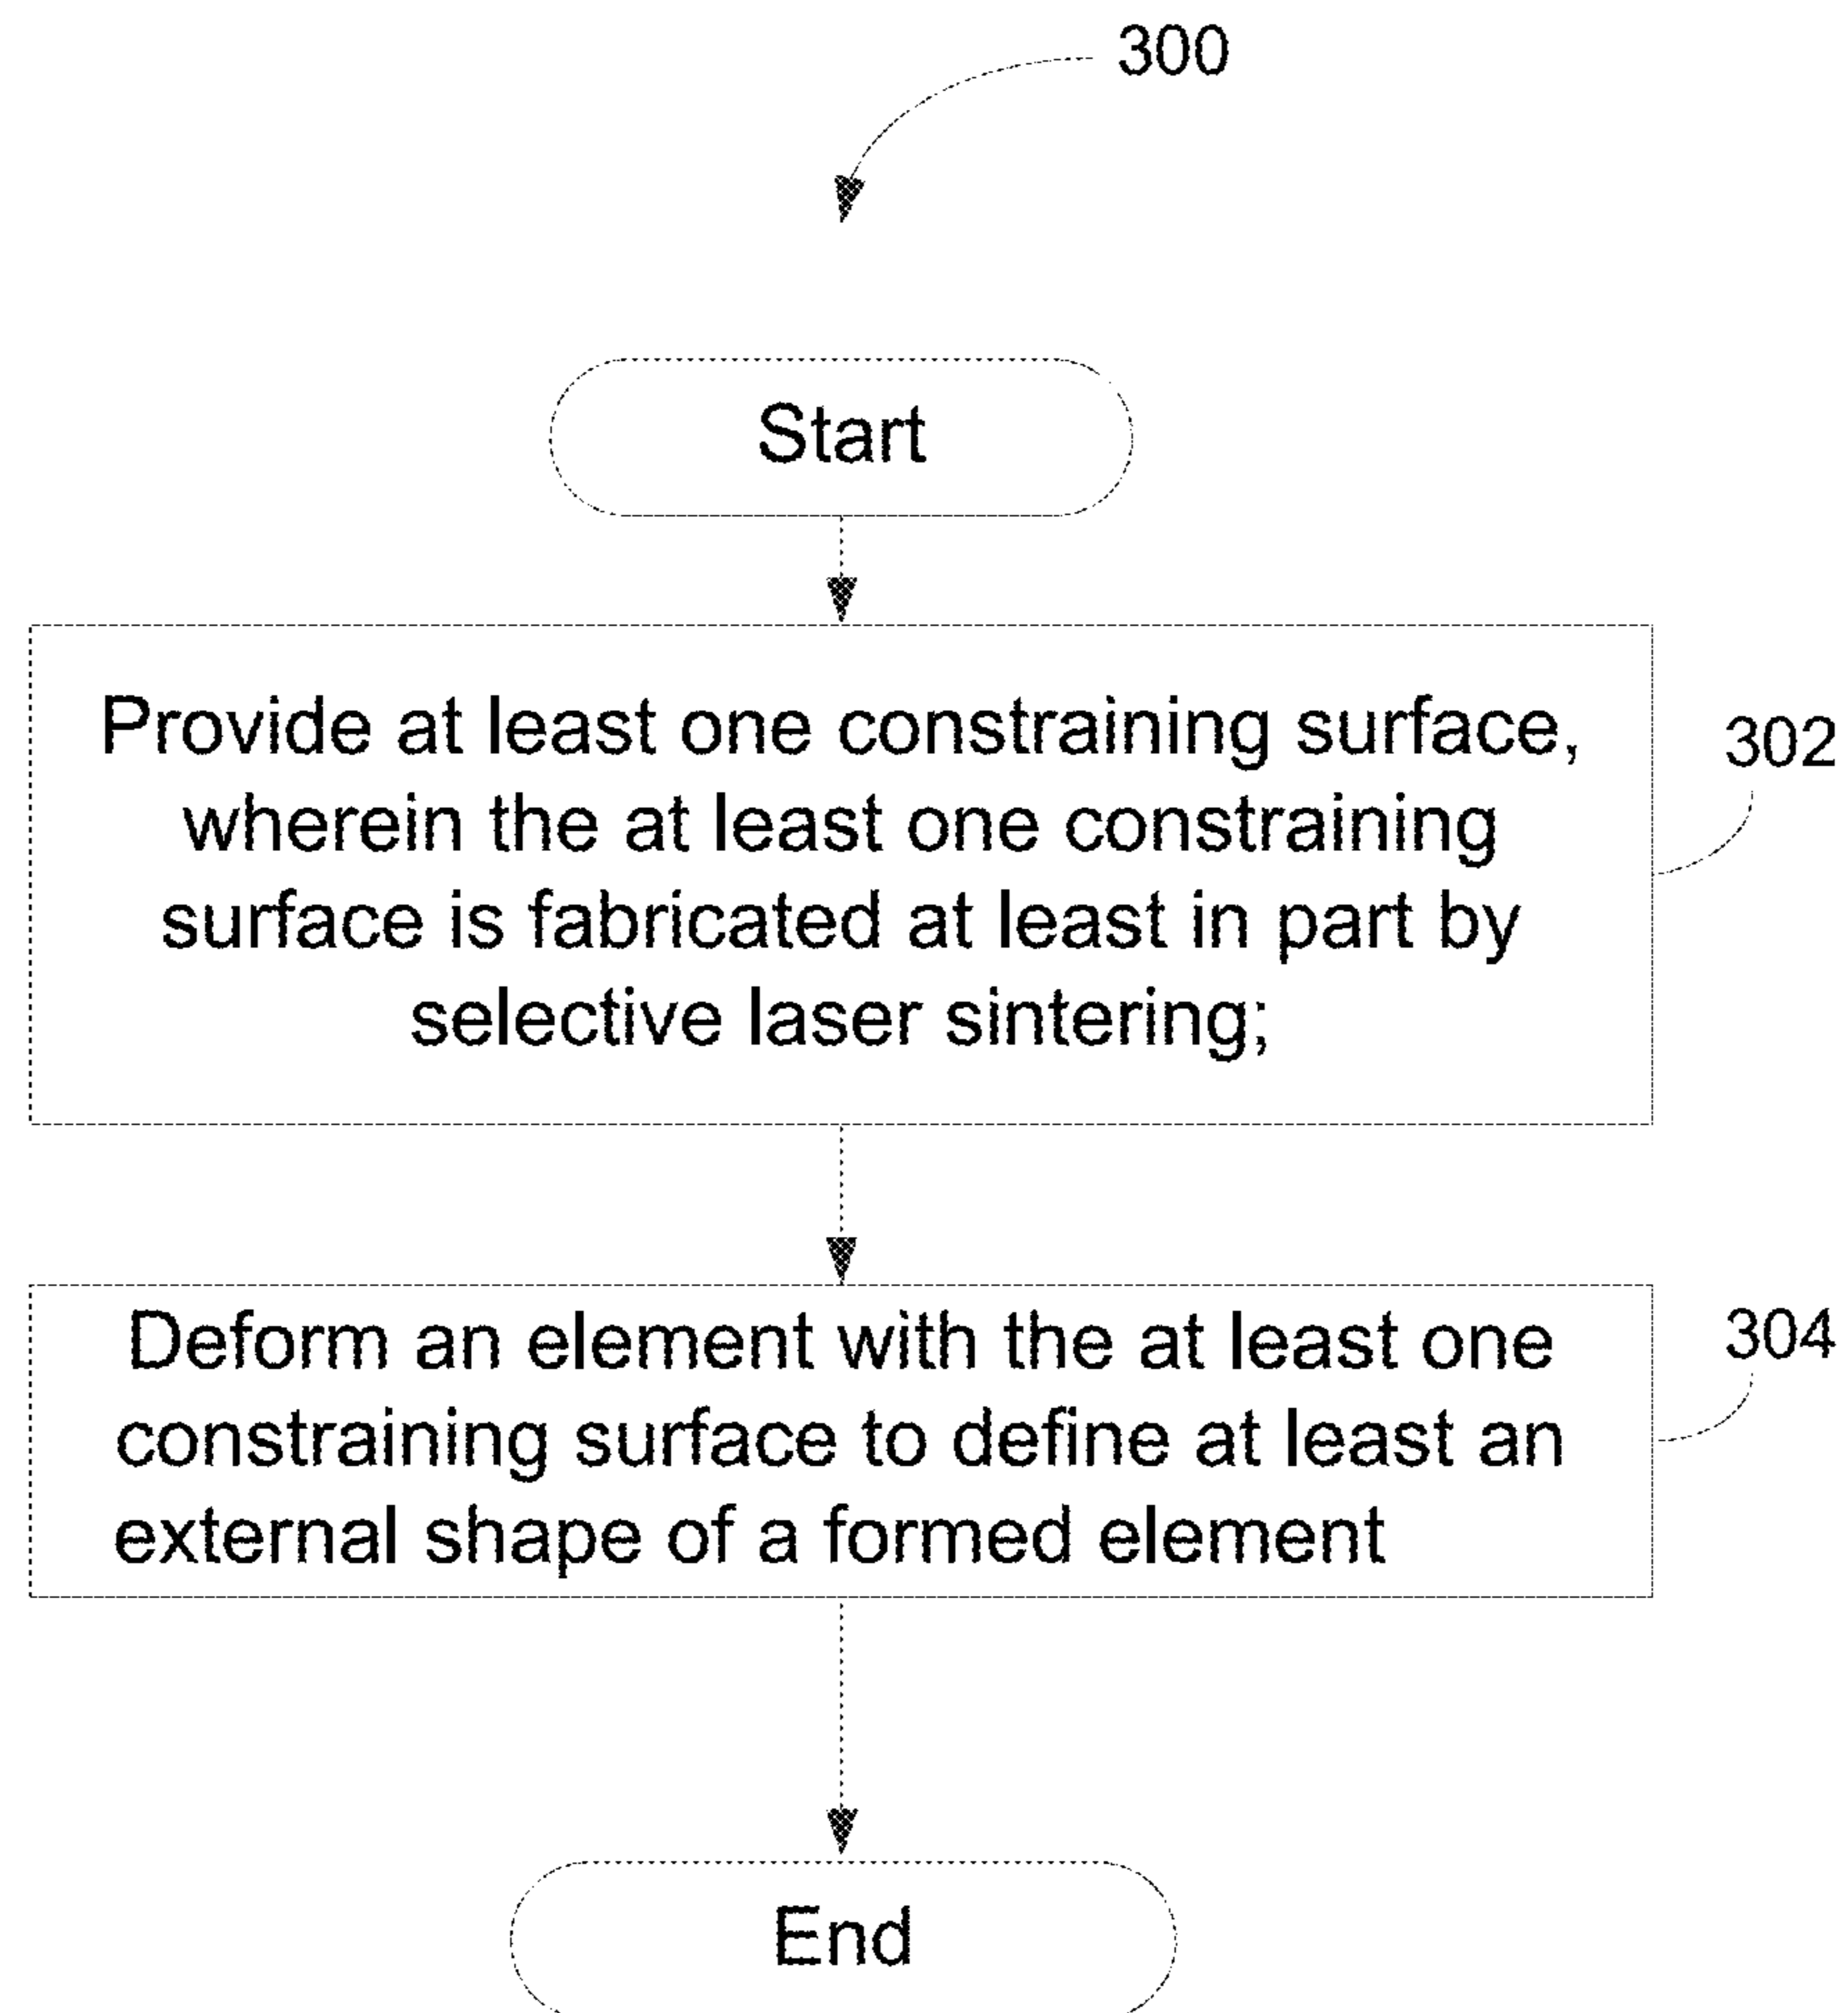 300
Start
Provide at least one constraining surface,
wherein the at least one constraining
surface is fabricated at least in part by
selective laser sintering;
302
Deform an element with the at least one
constraining surface to define at least an
external shape of a formed element
304
End